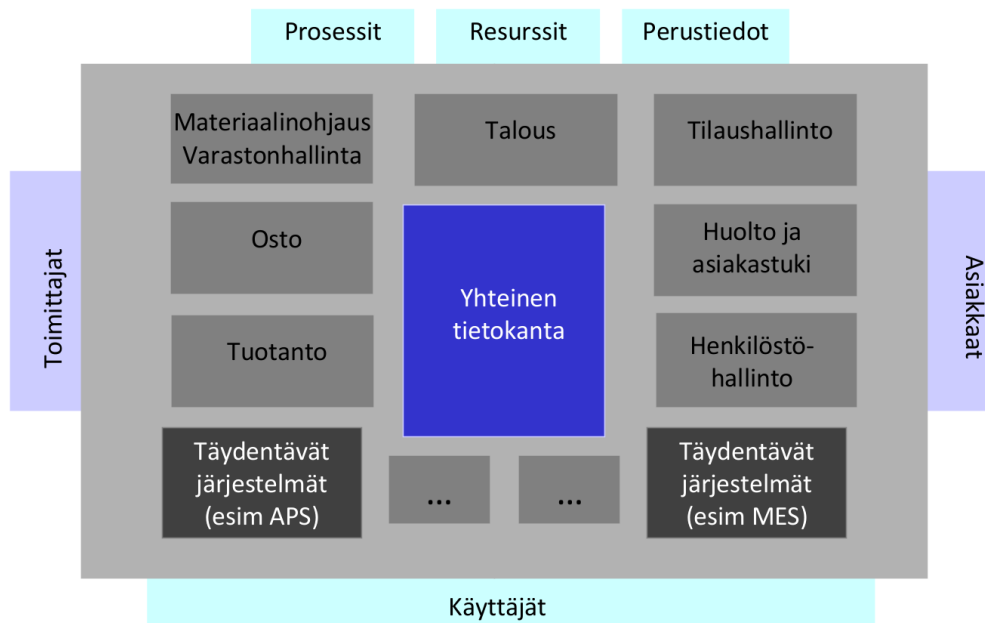 Prosessit
Resurssit
Perustiedot
Materiaalinohjaus
Varastonhallinta
Talous
Tilaushallinto
Toimittajat
Osto
Yhteinen
tietokanta
Huolto ja
asiakastuki
Asiakkaat
Tuotanto
Henkilöstö-
hallinto
Täydentävät
järjestelmät
(esim APS)
...
...
Täydentävät
järjestelmät
(esim MES)
Käyttäjät